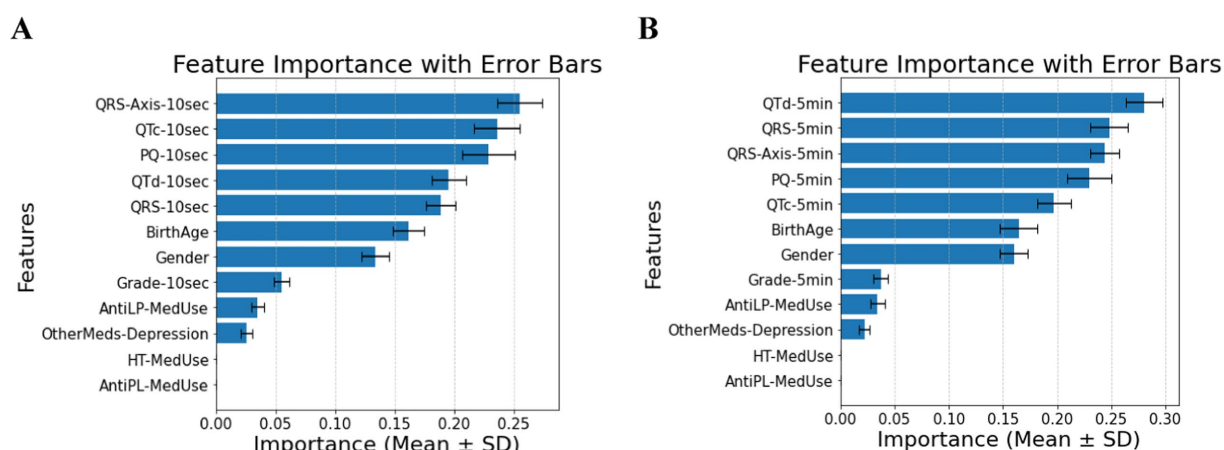 A
Feature Importance with Error Bars
Features
QRS-Axis-10sec
QTc-10sec
PQ-10sec
QTd-10sec
QRS-10sec
BirthAge
Gender
Grade-10sec
AntiLP-MedUse
OtherMeds-Depression
HT-MedUse
AntiPL-MedUse
0.00 0.05 0.10 0.15 0.20 0.25
Importance (Mean ± SD)
B
Feature Importance with Error Bars
Features
QTd-5min
QRS-5min
QRS-Axis-5min
PQ-5min
QTc-5min
BirthAge
Gender
Grade-5min
AntiLP-MedUse
OtherMeds-Depression
HT-MedUse
AntiPL-MedUse
0.00 0.05 0.10 0.15 0.20 0.25 0.30
Importance (Mean ± SD)